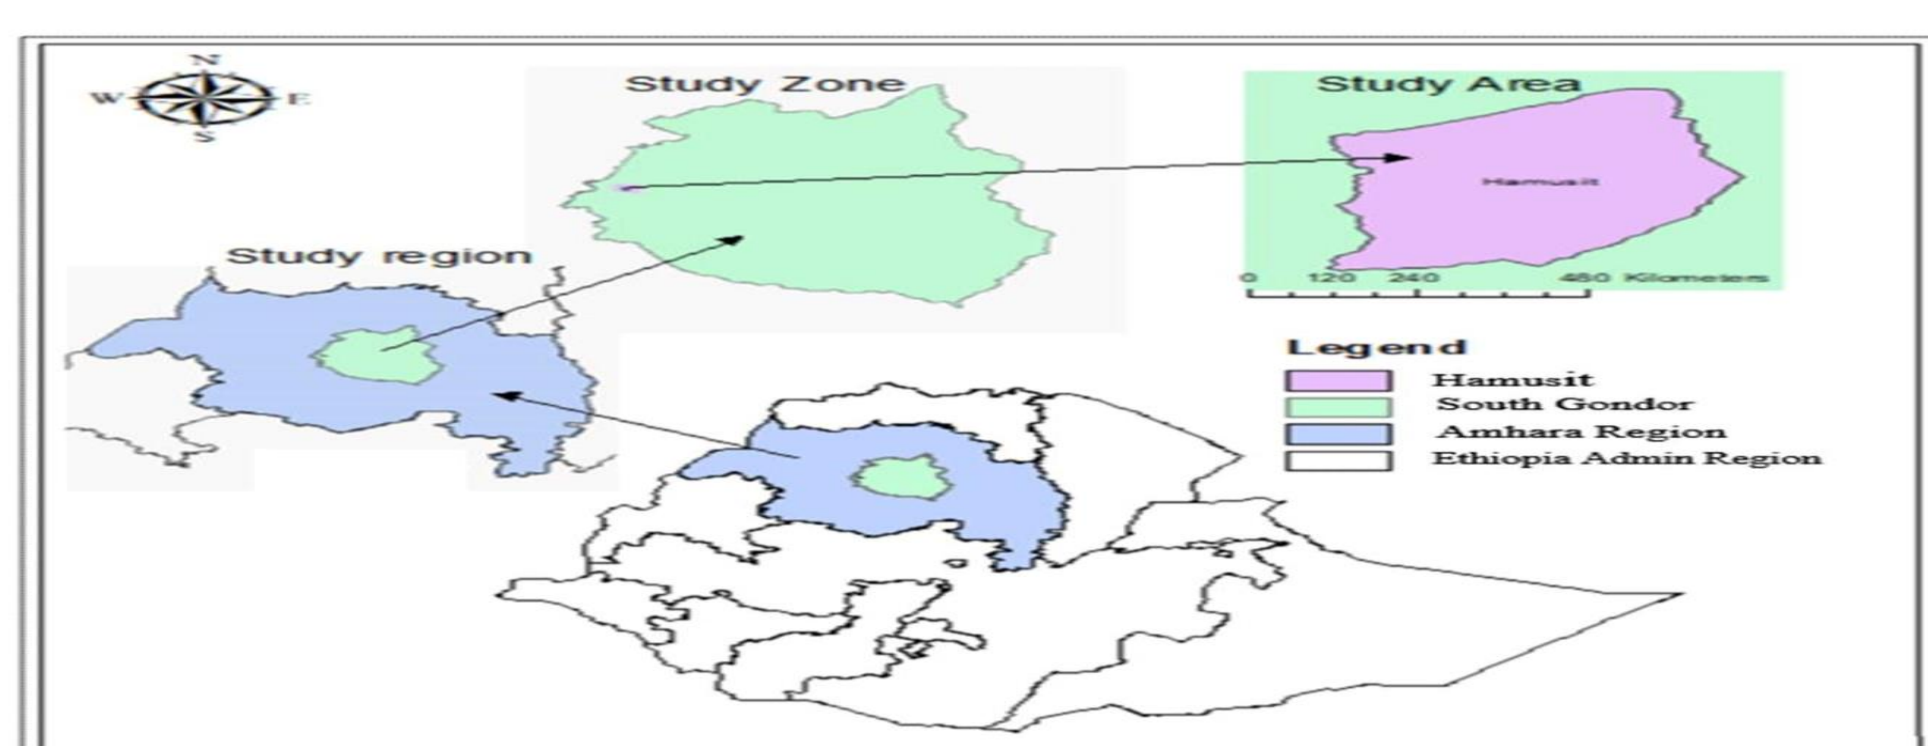 N
W E
S
Study Zone
Study Area
Hamusit
Study region
0 120 240 480 Kilometers
Legend
Hamusit
South Gondor
Amhara Region
Ethiopia Admin Region